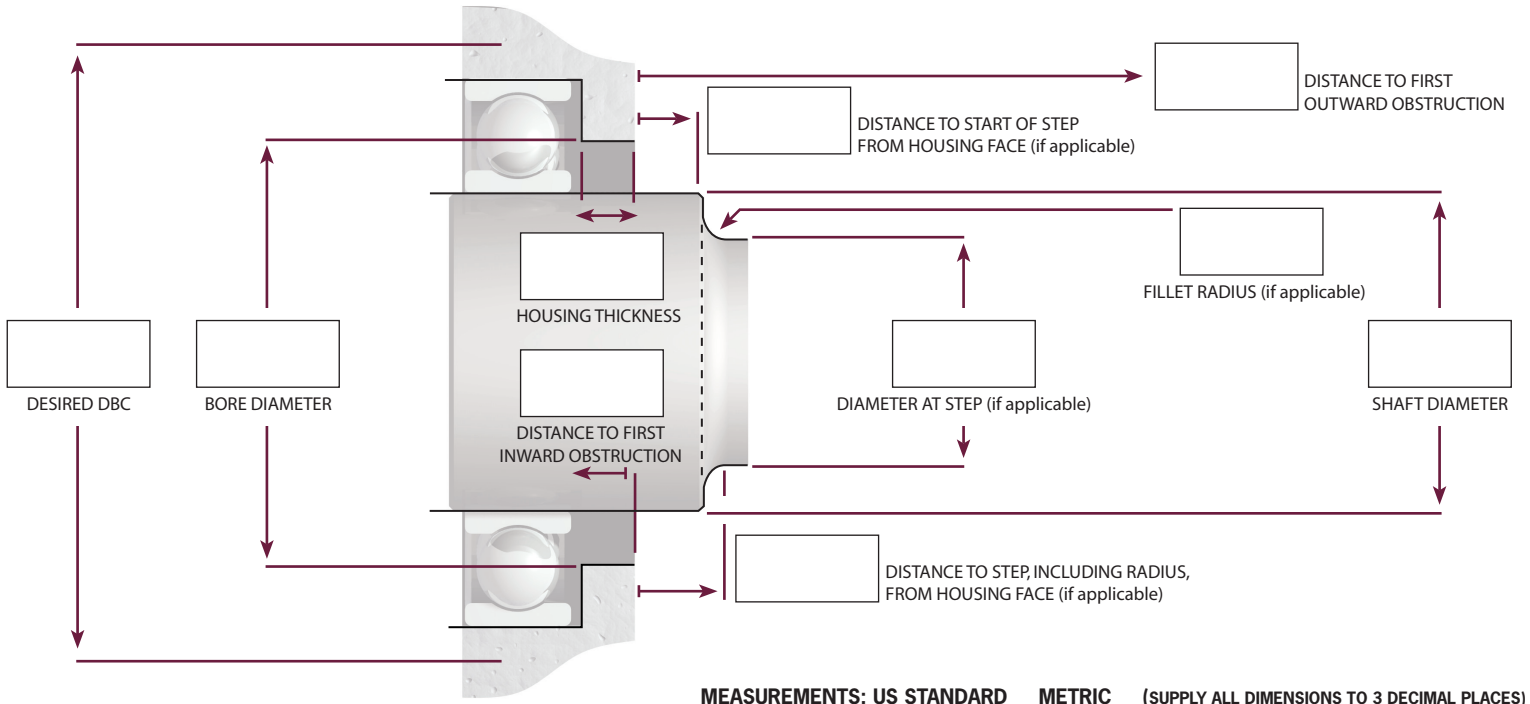 DISTANCE TO FIRST
OUTWARD OBSTRUCTION
DISTANCE TO START OF STEP
FROM HOUSING FACE (if applicable)
FILLET RADIUS (if applicable)
HOUSING THICKNESS
DESIRED DBC
BORE DIAMETER
DIAMETER AT STEP (if applicable)
SHAFT DIAMETER
DISTANCE TO FIRST
INWARD OBSTRUCTION
DISTANCE TO STEP, INCLUDING RADIUS,
FROM HOUSING FACE (if applicable)
MEASUREMENTS: US STANDARD METRIC (SUPPLY ALL DIMENSIONS TO 3 DECIMAL PLACES)